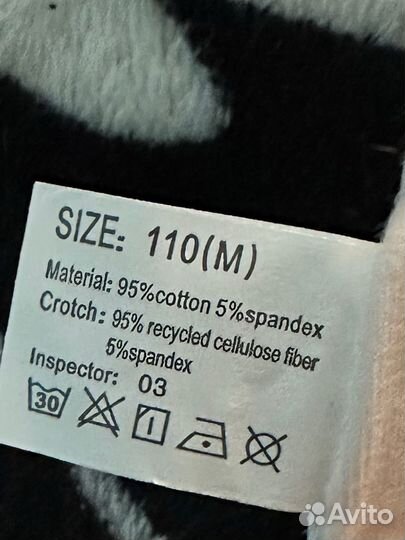 SIZE: 110(M)
Material: 95%cotton 5%spandex
Crotch: 95% recycled cellulose fiber
5%spandex
Inspector: 03
30
Avito